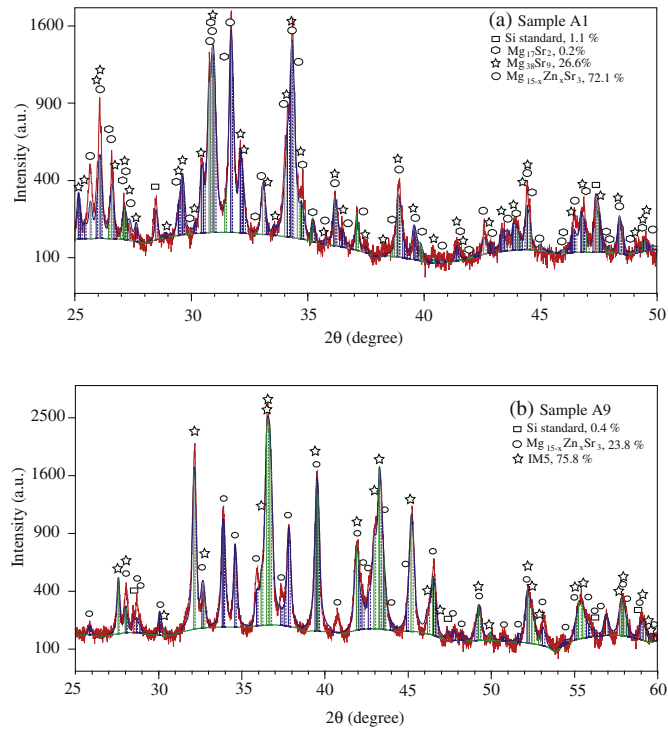 (a) Sample A1
Si standard, 1.1 %
Mg₁₇Sr₂, 0.2%
Mg₃₈Sr₉, 26.6%
Mg₁₅₋ₓZnₓSr₃, 72.1 %
Intensity (a.u.)
1600
900
400
100
25 30 35 40 45 50
2θ (degree)
(b) Sample A9
Si standard, 0.4 %
Mg₁₅₋ₓZnₓSr₃, 23.8 %
IM5, 75.8 %
Intensity (a.u.)
2500
1600
900
400
100
25 30 35 40 45 50 55 60
2θ (degree)